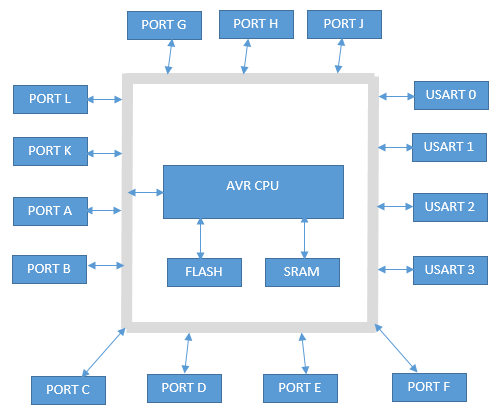 PORT G
PORT H
PORT J
PORT L
USART 0
PORT K
USART 1
AVR CPU
PORT A
USART 2
PORT B
FLASH
SRAM
USART 3
PORT C
PORT D
PORT E
PORT F